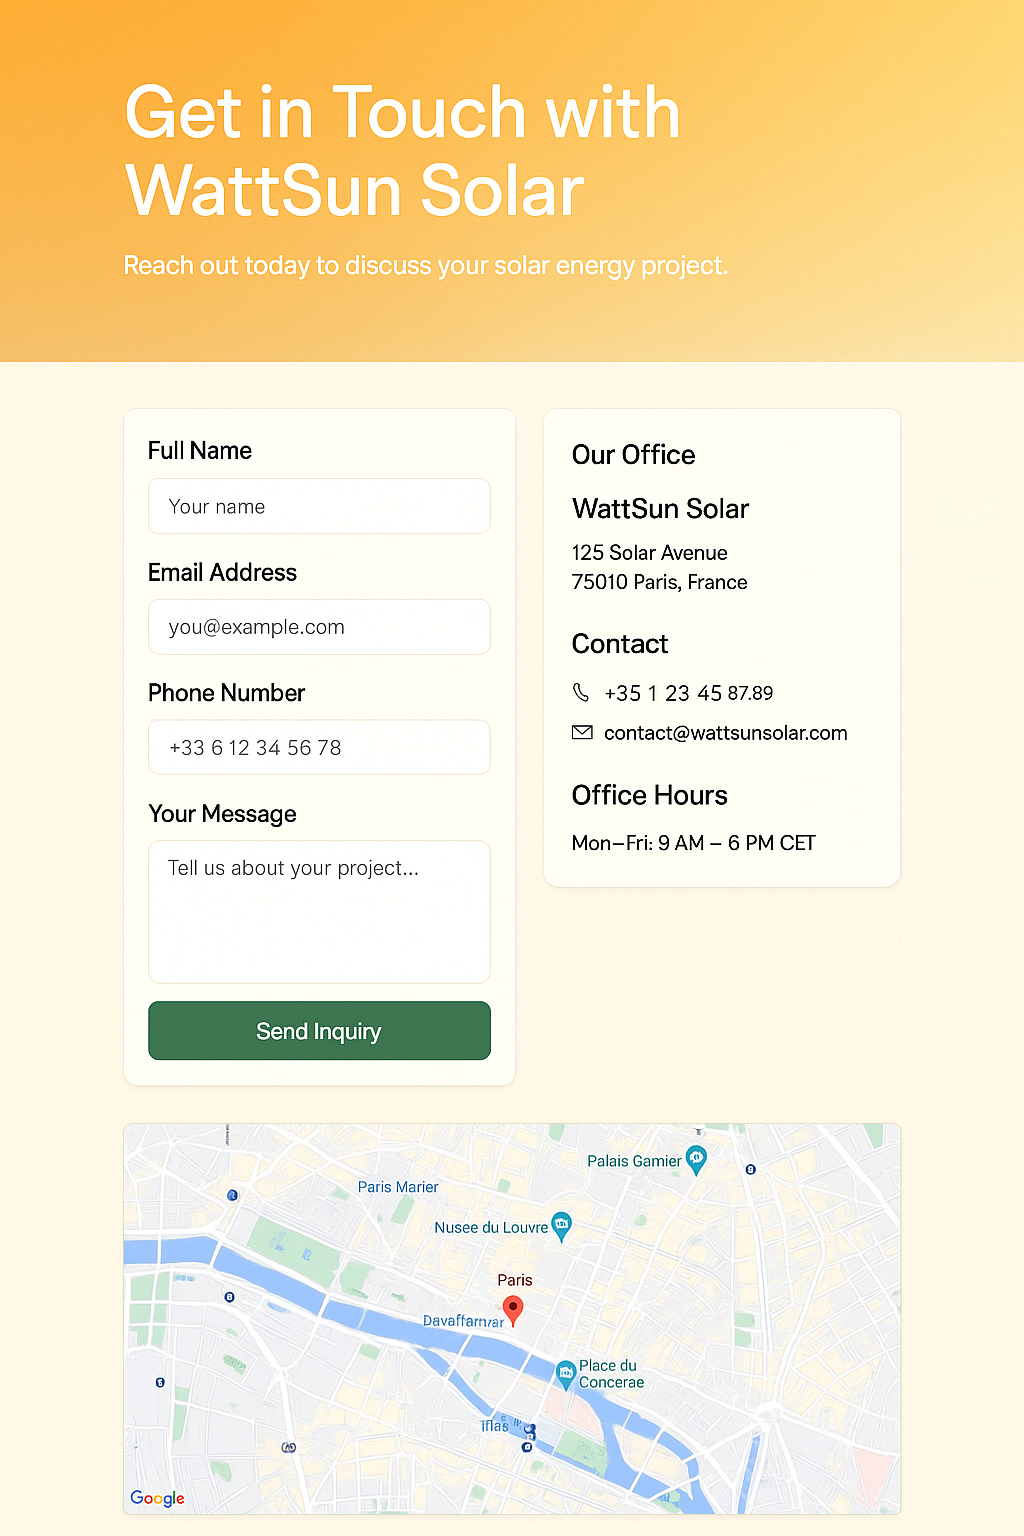 Get in Touch with
WattSun Solar
Reach out today to discuss your solar energy project.
Full Name
Your name
Email Address
you@example.com
Phone Number
+33 6 12 34 56 78
Your Message
Tell us about your project...
Send Inquiry
Our Office
WattSun Solar
125 Solar Avenue
75010 Paris, France
Contact
+35 1 23 45 87.89
contact@wattsunsolar.com
Office Hours
Mon–Fri: 9 AM – 6 PM CET
Palais Gamier
Paris Marier
Nusee du Louvre
Paris
Place du
Concerae
Google